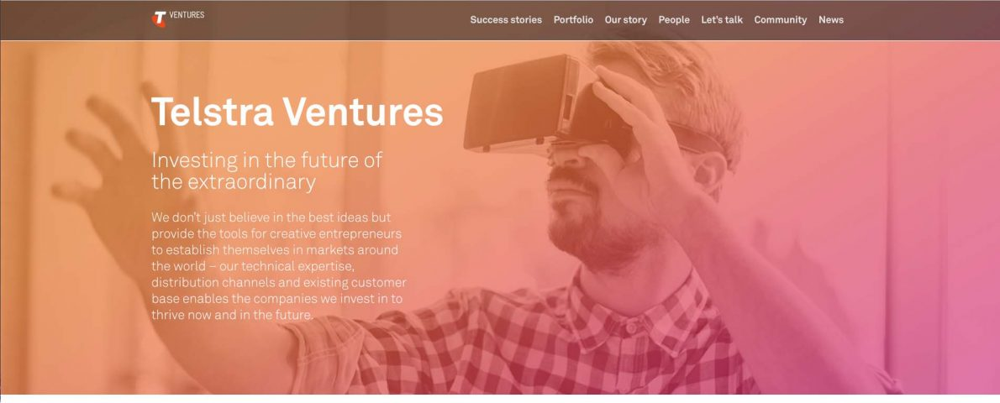 T VENTURES
Success stories Portfolio Our story People Let's talk Community News
Telstra Ventures
Investing in the future of
the extraordinary
We don't just believe in the best ideas but
provide the tools for creative entrepreneurs
to establish themselves in markets around
the world – our technical expertise,
distribution channels and existing customer
base enables the companies we invest in to
thrive now and in the future.